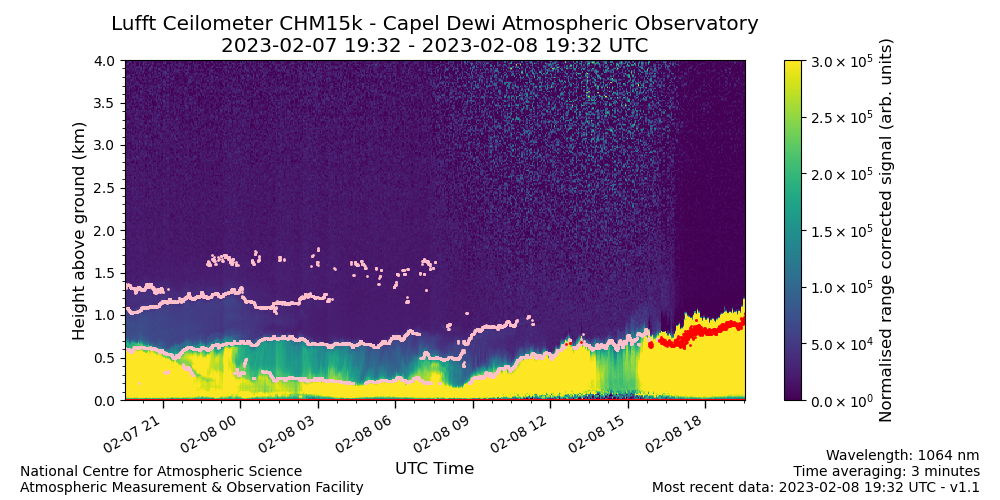 Lufft Ceilometer CHM15k - Capel Dewi Atmospheric Observatory
2023-02-07 19:32 - 2023-02-08 19:32 UTC
Height above ground (km)
4.0
3.5
3.0
2.5
2.0
1.5
1.0
0.5
0.0
02-07 21
02-08 00
02-08 03
02-08 06
02-08 09
02-08 12
02-08 15
02-08 18
UTC Time
3.0 × 10⁵
2.5 × 10⁵
2.0 × 10⁵
1.5 × 10⁵
1.0 × 10⁵
5.0 × 10⁴
0.0 × 10⁰
Normalised range corrected signal (arb. units)
National Centre for Atmospheric Science
Atmospheric Measurement & Observation Facility
Wavelength: 1064 nm
Time averaging: 3 minutes
Most recent data: 2023-02-08 19:32 UTC - v1.1